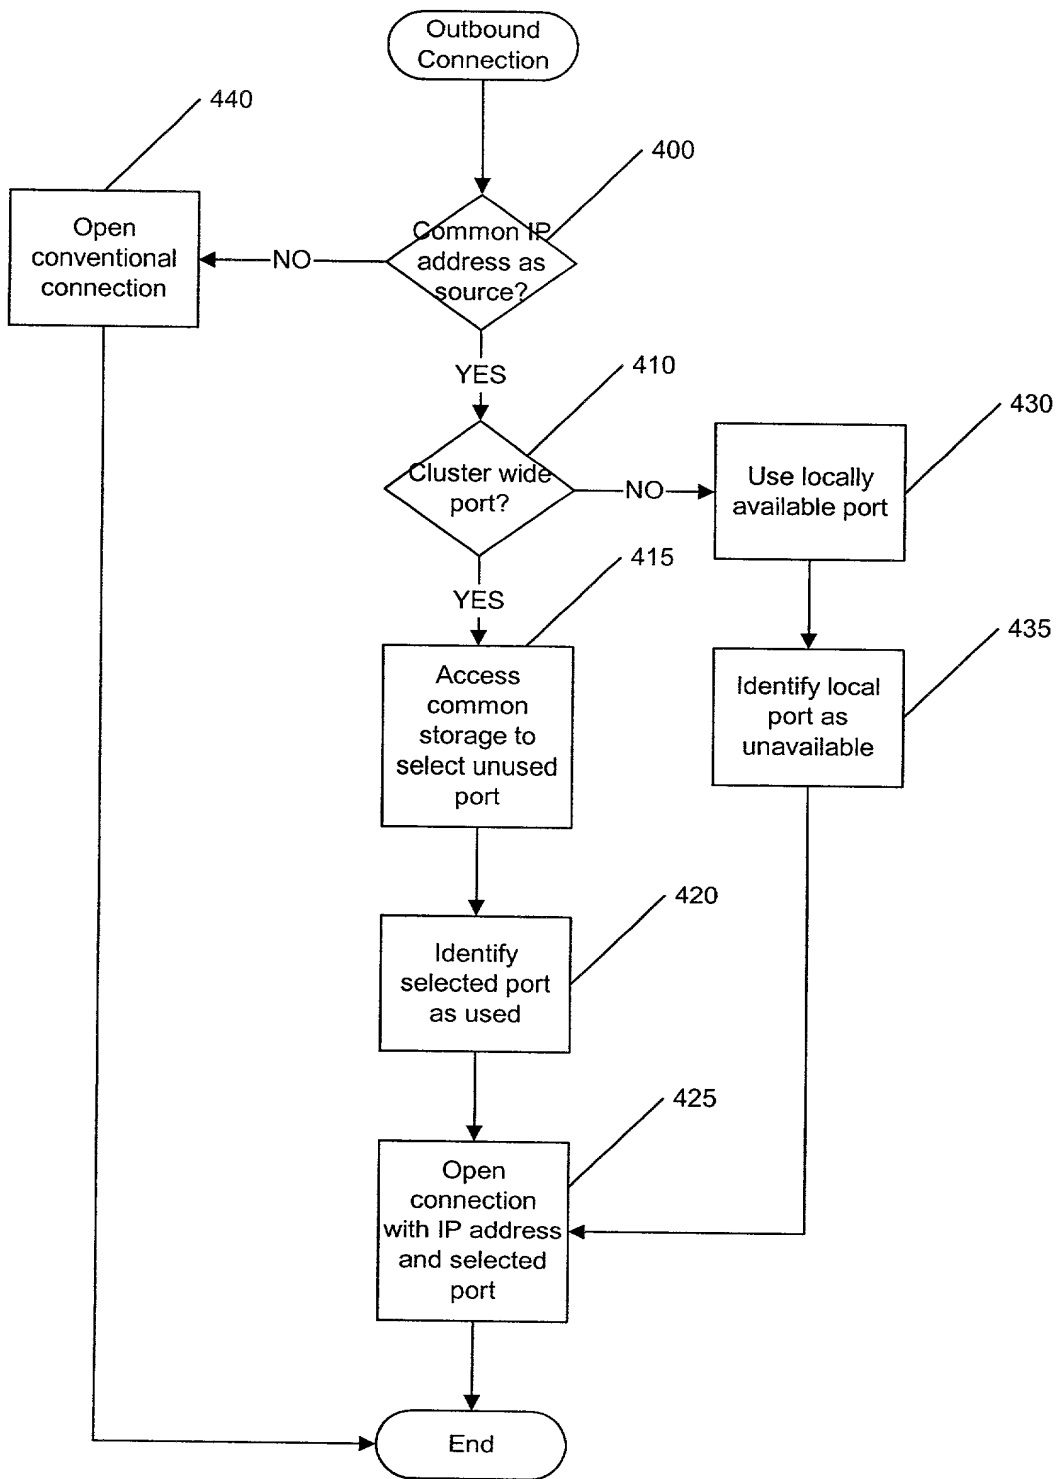 Outbound
Connection
440
400
Open
conventional
connection
NO
Common IP
address as
source?
YES
410
430
Cluster wide
port?
NO
Use locally
available port
415
YES
435
Access
common
storage to
select unused
port
Identify local
port as
unavailable
420
Identify
selected port
as used
425
Open
connection
with IP address
and selected
port
End